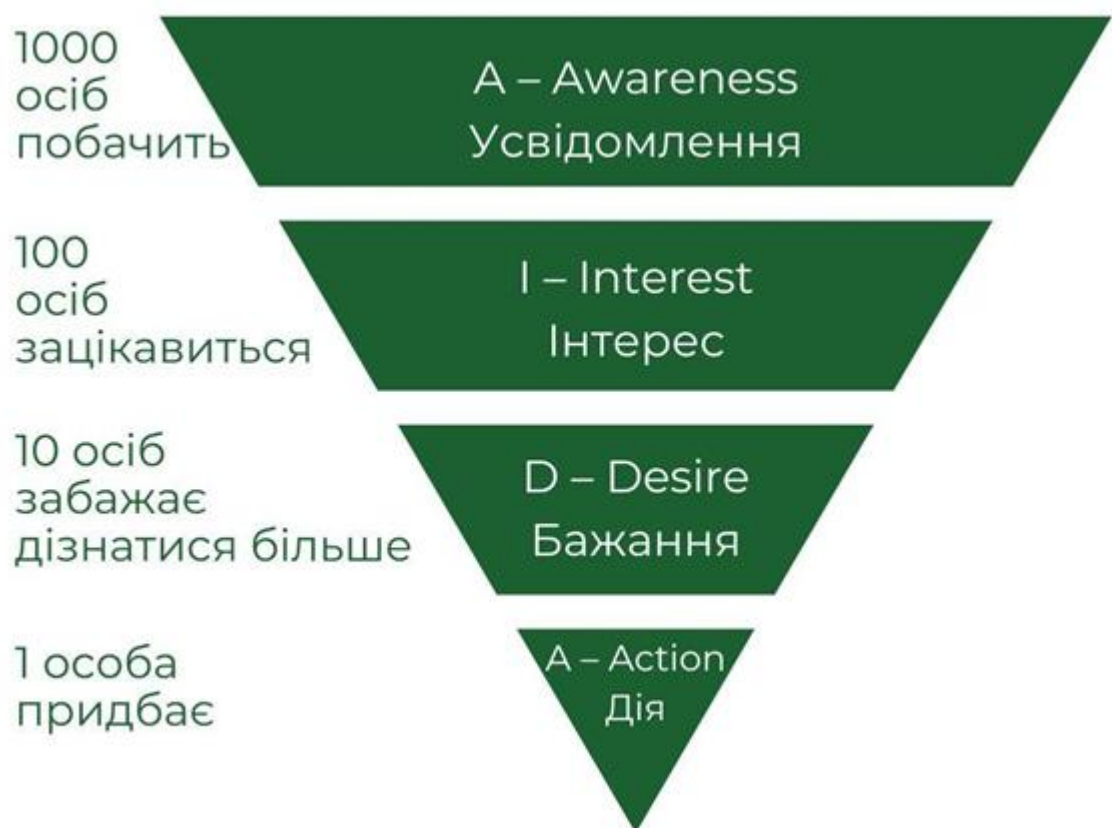 1000
осіб
побачить
A – Awareness
Усвідомлення
100
осіб
зацікавиться
I – Interest
Інтерес
10 осіб
забажає
дізнатися більше
D – Desire
Бажання
1 особа
придбає
A – Action
Дія